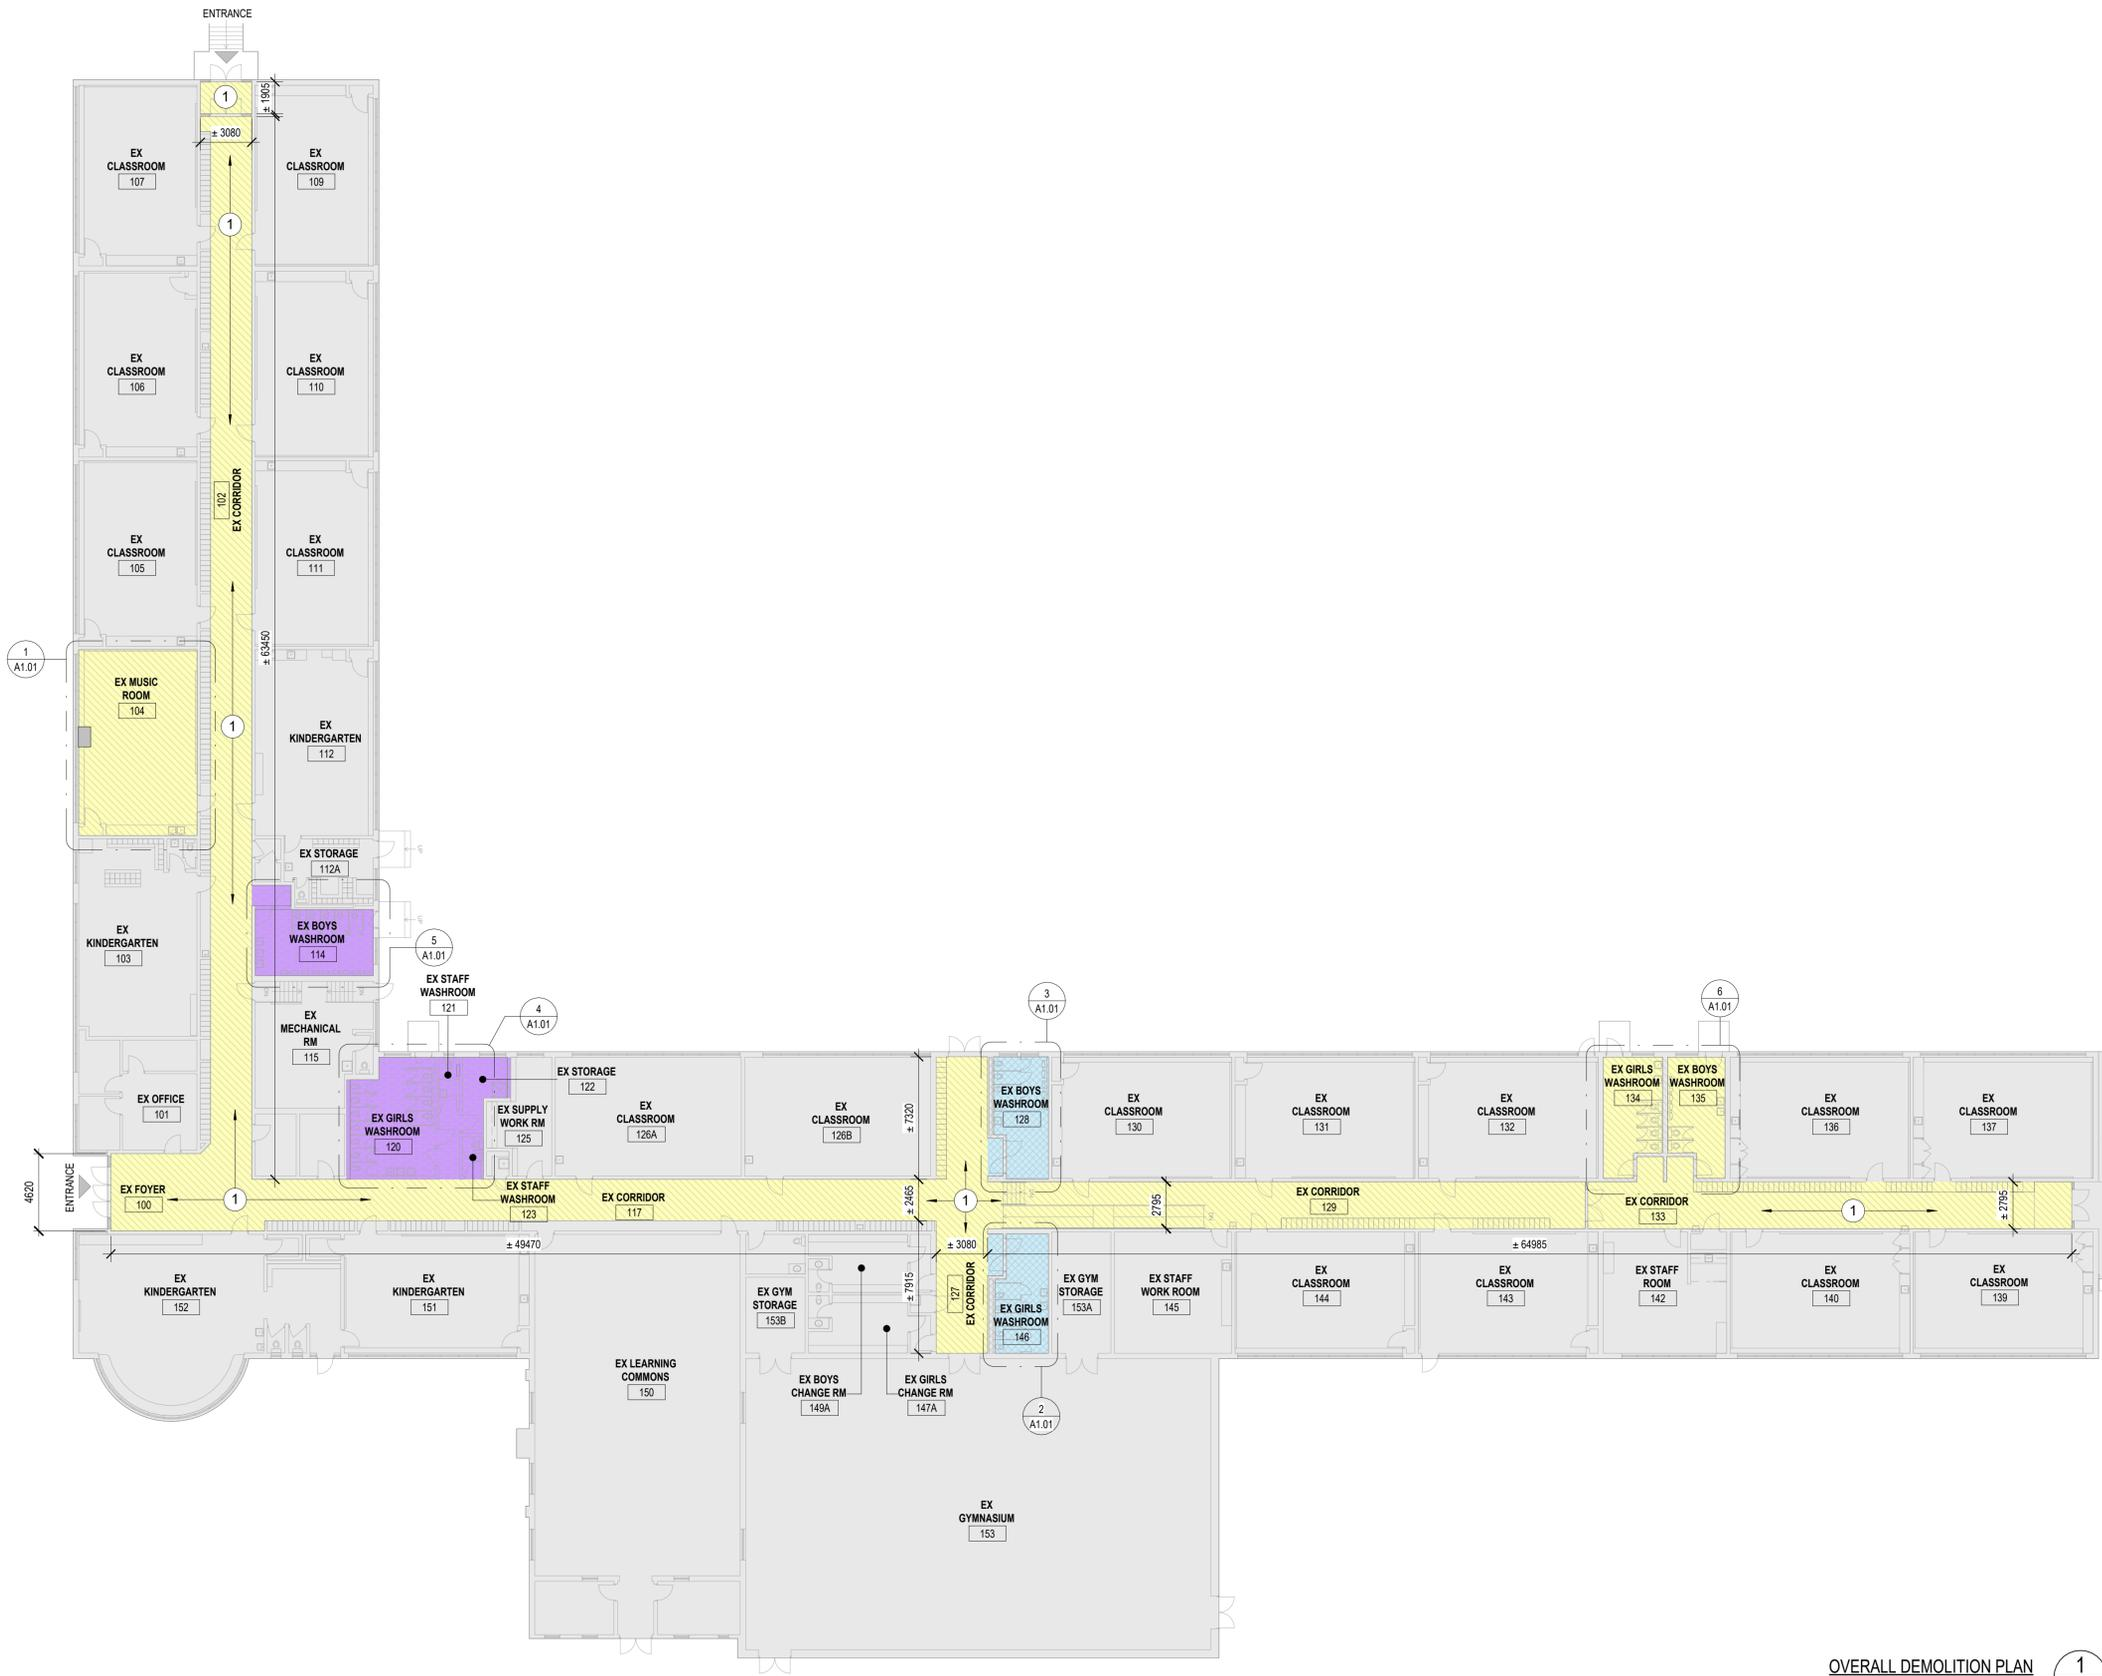 ENTRANCE
1
± 1905
± 3080
EX
CLASSROOM
107
EX
CLASSROOM
109
1
EX
CLASSROOM
106
EX
CLASSROOM
110
102
EX CORRIDOR
EX
CLASSROOM
105
EX
CLASSROOM
111
± 63450
1
A1.01
EX MUSIC
ROOM
104
1
EX
KINDERGARTEN
112
EX STORAGE
112A
UP
EX
KINDERGARTEN
103
EX BOYS
WASHROOM
114
UP
5
A1.01
EX STAFF
WASHROOM
121
4
A1.01
3
A1.01
6
A1.01
EX
MECHANICAL
RM
115
EX STORAGE
122
EX OFFICE
101
EX GIRLS
WASHROOM
120
EX SUPPLY
WORK RM
125
EX
CLASSROOM
126A
EX
CLASSROOM
126B
± 7320
EX BOYS
WASHROOM
128
EX
CLASSROOM
130
EX
CLASSROOM
131
EX
CLASSROOM
132
EX GIRLS
WASHROOM
134
EX BOYS
WASHROOM
135
EX
CLASSROOM
136
EX
CLASSROOM
137
4620
ENTRANCE
EX FOYER
100
1
EX STAFF
WASHROOM
123
EX CORRIDOR
117
± 2465
1
2795
EX CORRIDOR
129
EX CORRIDOR
133
1
± 2795
± 49470
± 3080
± 64985
EX
KINDERGARTEN
152
EX
KINDERGARTEN
151
EX GYM
STORAGE
153B
± 7915
127
EX CORRIDOR
EX GIRLS
WASHROOM
146
EX GYM
STORAGE
153A
EX STAFF
WORK ROOM
145
EX
CLASSROOM
144
EX
CLASSROOM
143
EX STAFF
ROOM
142
EX
CLASSROOM
140
EX
CLASSROOM
139
EX LEARNING
COMMONS
150
EX BOYS
CHANGE RM
149A
EX GIRLS
CHANGE RM
147A
2
A1.01
EX
GYMNASIUM
153
OVERALL DEMOLITION PLAN
1